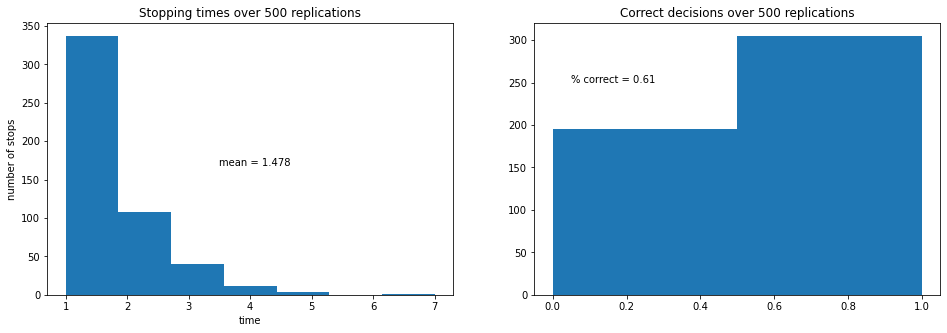 Stopping times over 500 replications
350
300
250
200
150
100
50
0
number of stops
mean = 1.478
1 2 3 4 5 6 7
time
Correct decisions over 500 replications
300
250
200
150
100
50
0
% correct = 0.61
0.0 0.2 0.4 0.6 0.8 1.0